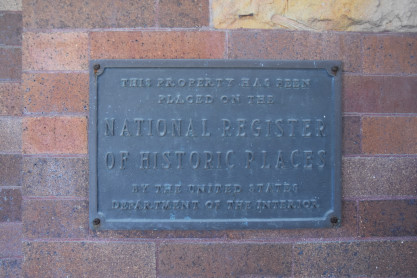 THIS PROPERTY HAS BEEN
PLACED ON THE
NATIONAL REGISTER
OF HISTORIC PLACES
BY THE UNITED STATES
DEPARTMENT OF THE INTERIOR